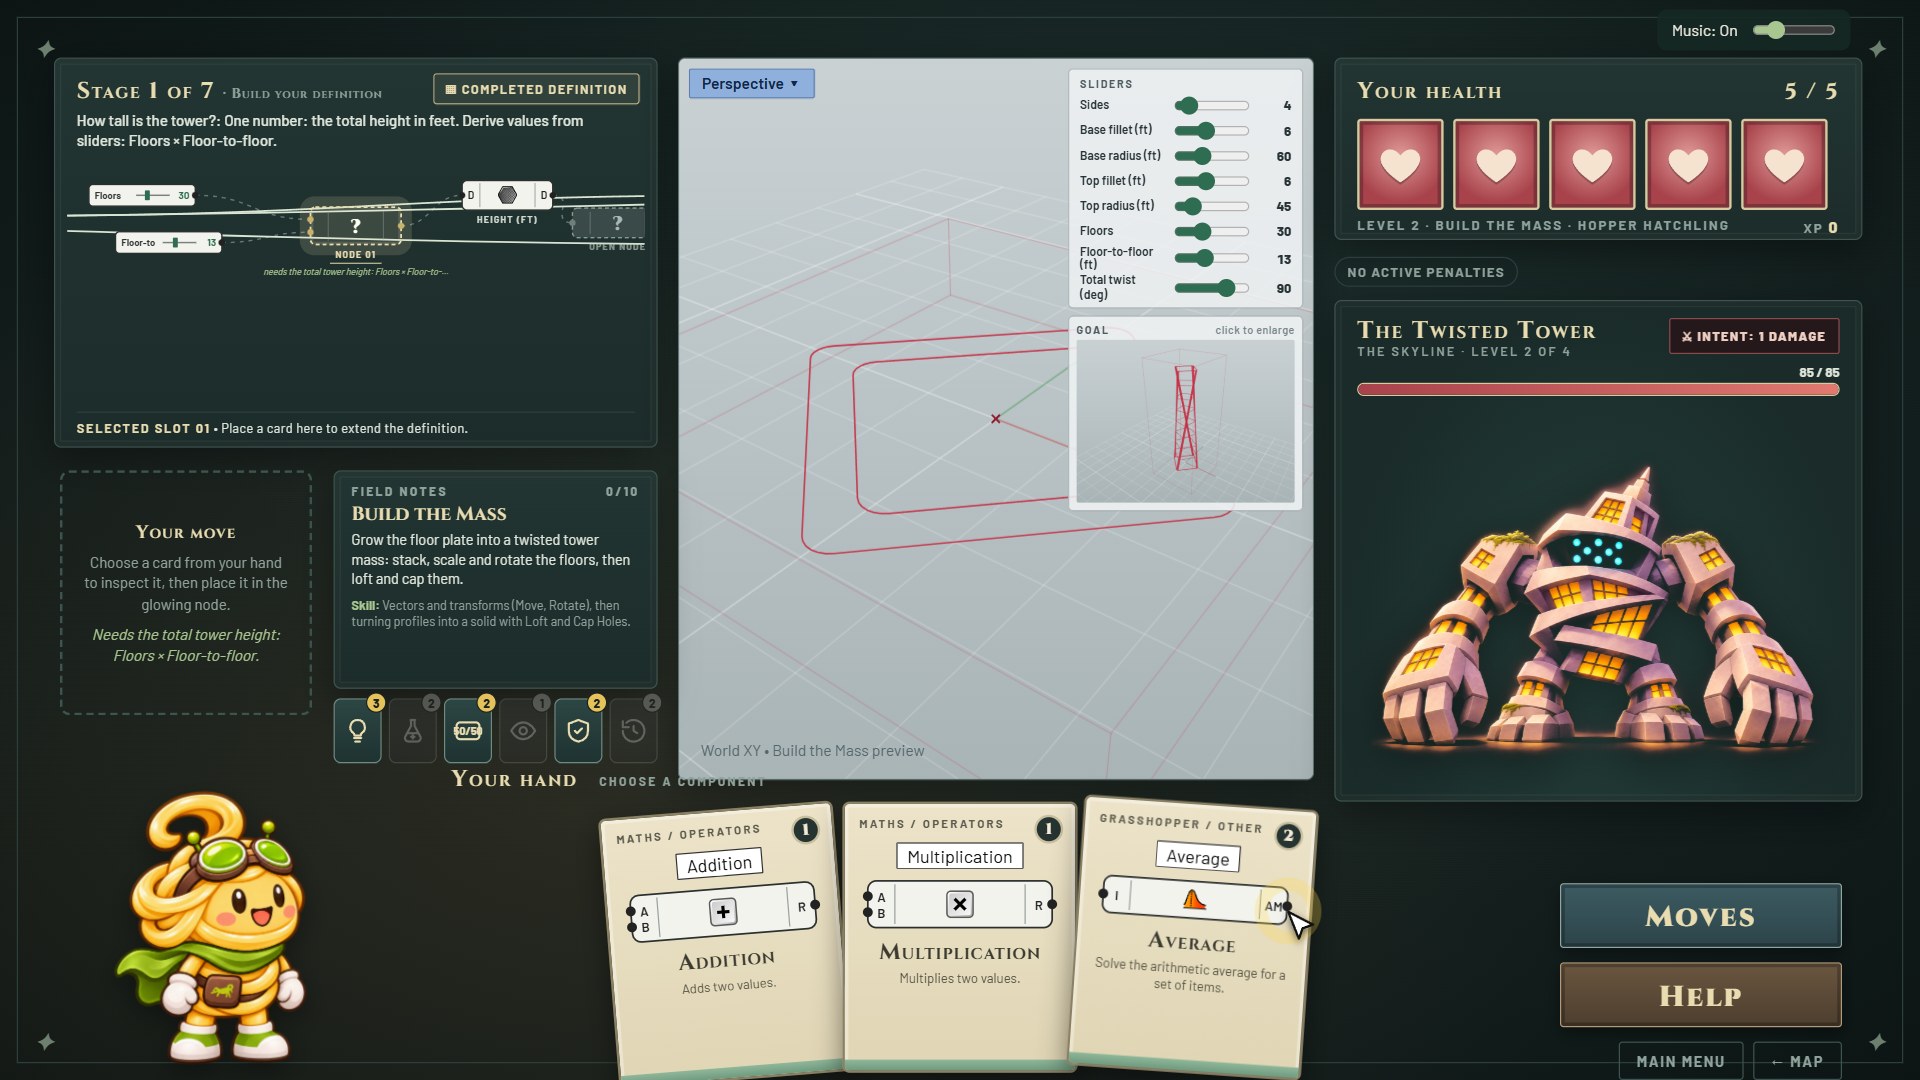 Music: On
STAGE 1 OF 7 · BUILD YOUR DEFINITION
COMPLETED DEFINITION
How tall is the tower?: One number: the total height in feet. Derive values from
sliders: Floors × Floor-to-floor.
Floors 30
Floor-to 13
?
NODE 01
needs the total tower height: Floors × Floor-to-...
D D
HEIGHT (FT)
?
OPEN NODE
SELECTED SLOT 01 • Place a card here to extend the definition.
YOUR MOVE
Choose a card from your hand
to inspect it, then place it in the
glowing node.
Needs the total tower height:
Floors × Floor-to-floor.
FIELD NOTES 0/10
BUILD THE MASS
Grow the floor plate into a twisted tower
mass: stack, scale and rotate the floors, then
loft and cap them.
Skill: Vectors and transforms (Move, Rotate), then
turning profiles into a solid with Loft and Cap Holes.
3 2 2 1 2 2
50/50
Perspective ▼
SLIDERS
Sides 4
Base fillet (ft) 6
Base radius (ft) 60
Top fillet (ft) 6
Top radius (ft) 45
Floors 30
Floor-to-floor
(ft) 13
Total twist
(deg) 90
GOAL click to enlarge
World XY • Build the Mass preview
YOUR HEALTH 5 / 5
LEVEL 2 · BUILD THE MASS · HOPPER HATCHLING XP 0
NO ACTIVE PENALTIES
THE TWISTED TOWER
THE SKYLINE · LEVEL 2 OF 4
⚔ INTENT: 1 DAMAGE
85 / 85
YOUR HAND CHOOSE A COMPONENT
MATHS / OPERATORS 1
Addition
A
B
+
R
ADDITION
Adds two values.
MATHS / OPERATORS 1
Multiplication
A
B
×
R
MULTIPLICATION
Multiplies two values.
GRASSHOPPER / OTHER 2
Average
I AM
AVERAGE
Solve the arithmetic average for a
set of items.
MOVES
HELP
MAIN MENU
← MAP